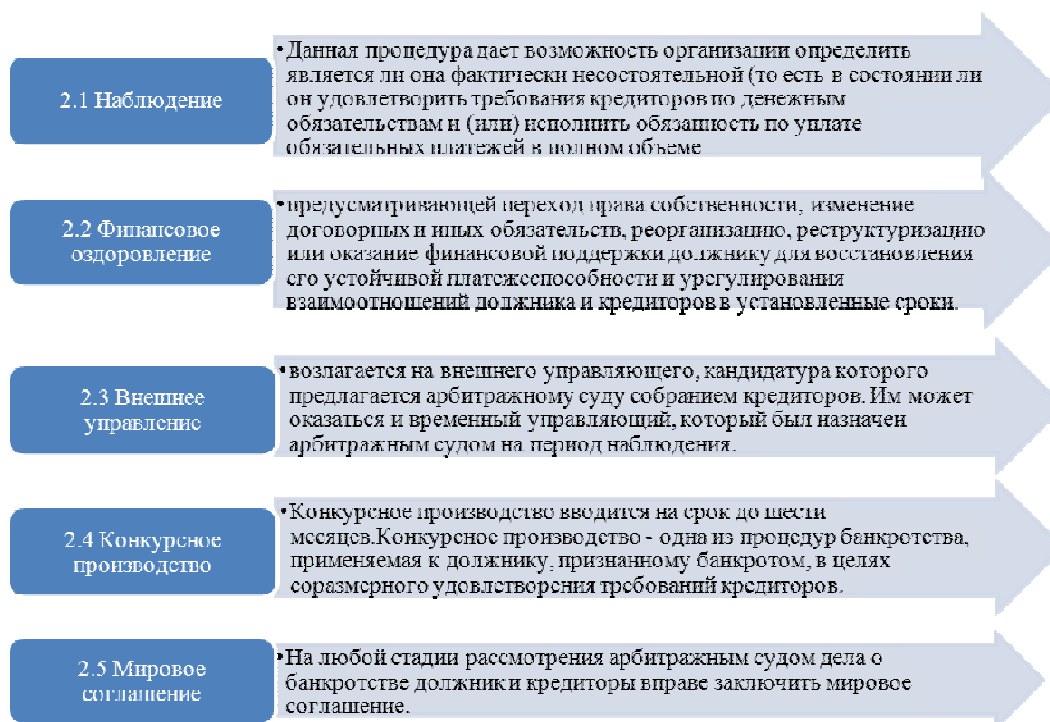 2.1 Наблюдение
•Данная процедура дает возможность организации определить
является ли она фактически несостоятельной (то есть в состоянии ли
он удовлетворить требования кредиторов по денежным
обязательствам и (или) исполнить обязанность по уплате
обязательных платежей в полном объеме
2.2 Финансовое
оздоровление
•предусматривающей переход права собственности, изменение
договорных и иных обязательств, реорганизацию, реструктуризацию
или оказание финансовой поддержки должнику для восстановления
его устойчивой платежеспособности и урегулирования
взаимоотношений должника и кредиторов в установленные сроки.
2.3 Внешнее
управление
•возлагается на внешнего управляющего, кандидатура которого
предлагается арбитражному суду собранием кредиторов. Им может
оказаться и временный управляющий, который был назначен
арбитражным судом на период наблюдения.
2.4 Конкурсное
производство
•Конкурсное производство вводится на срок до шести
месяцев.Конкурсное производство - одна из процедур банкротства,
применяемая к должнику, признанному банкротом, в целях
соразмерного удовлетворения требований кредиторов.
2.5 Мировое
соглашение
•На любой стадии рассмотрения арбитражным судом дела о
банкротстве должник и кредиторы вправе заключить мировое
соглашение.